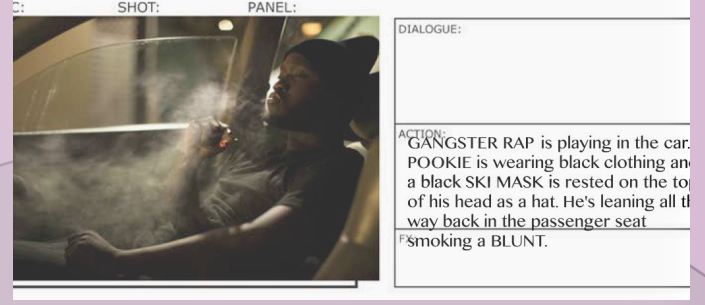 C: SHOT: PANEL:
DIALOGUE:
ACTION:
GANGSTER RAP is playing in the car.
POOKIE is wearing black clothing an
a black SKI MASK is rested on the to
of his head as a hat. He's leaning all t
way back in the passenger seat
smoking a BLUNT.